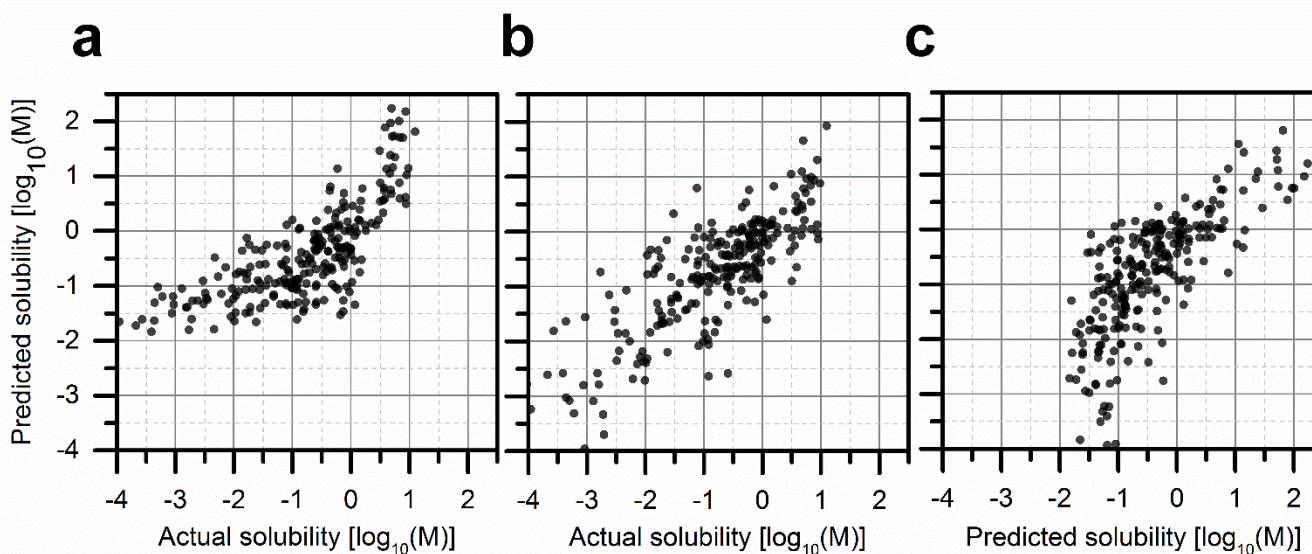 a b c
2
1
0
-1
-2
-3
-4
Predicted solubility [log10(M)]
-4 -3 -2 -1 0 1 2 -4 -3 -2 -1 0 1 2 -4 -3 -2 -1 0 1 2
Actual solubility [log10(M)] Actual solubility [log10(M)] Predicted solubility [log10(M)]